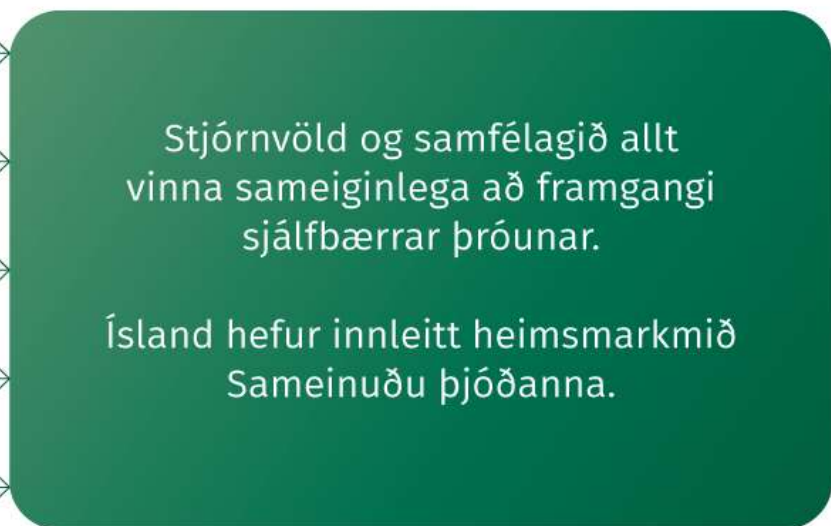 Stjórnvöld og samfélagið allt
vinna sameiginlega að framgangi
sjálfbærrar þróunar.
Ísland hefur innleitt heimsmarkmið
Sameinuðu þjóðanna.